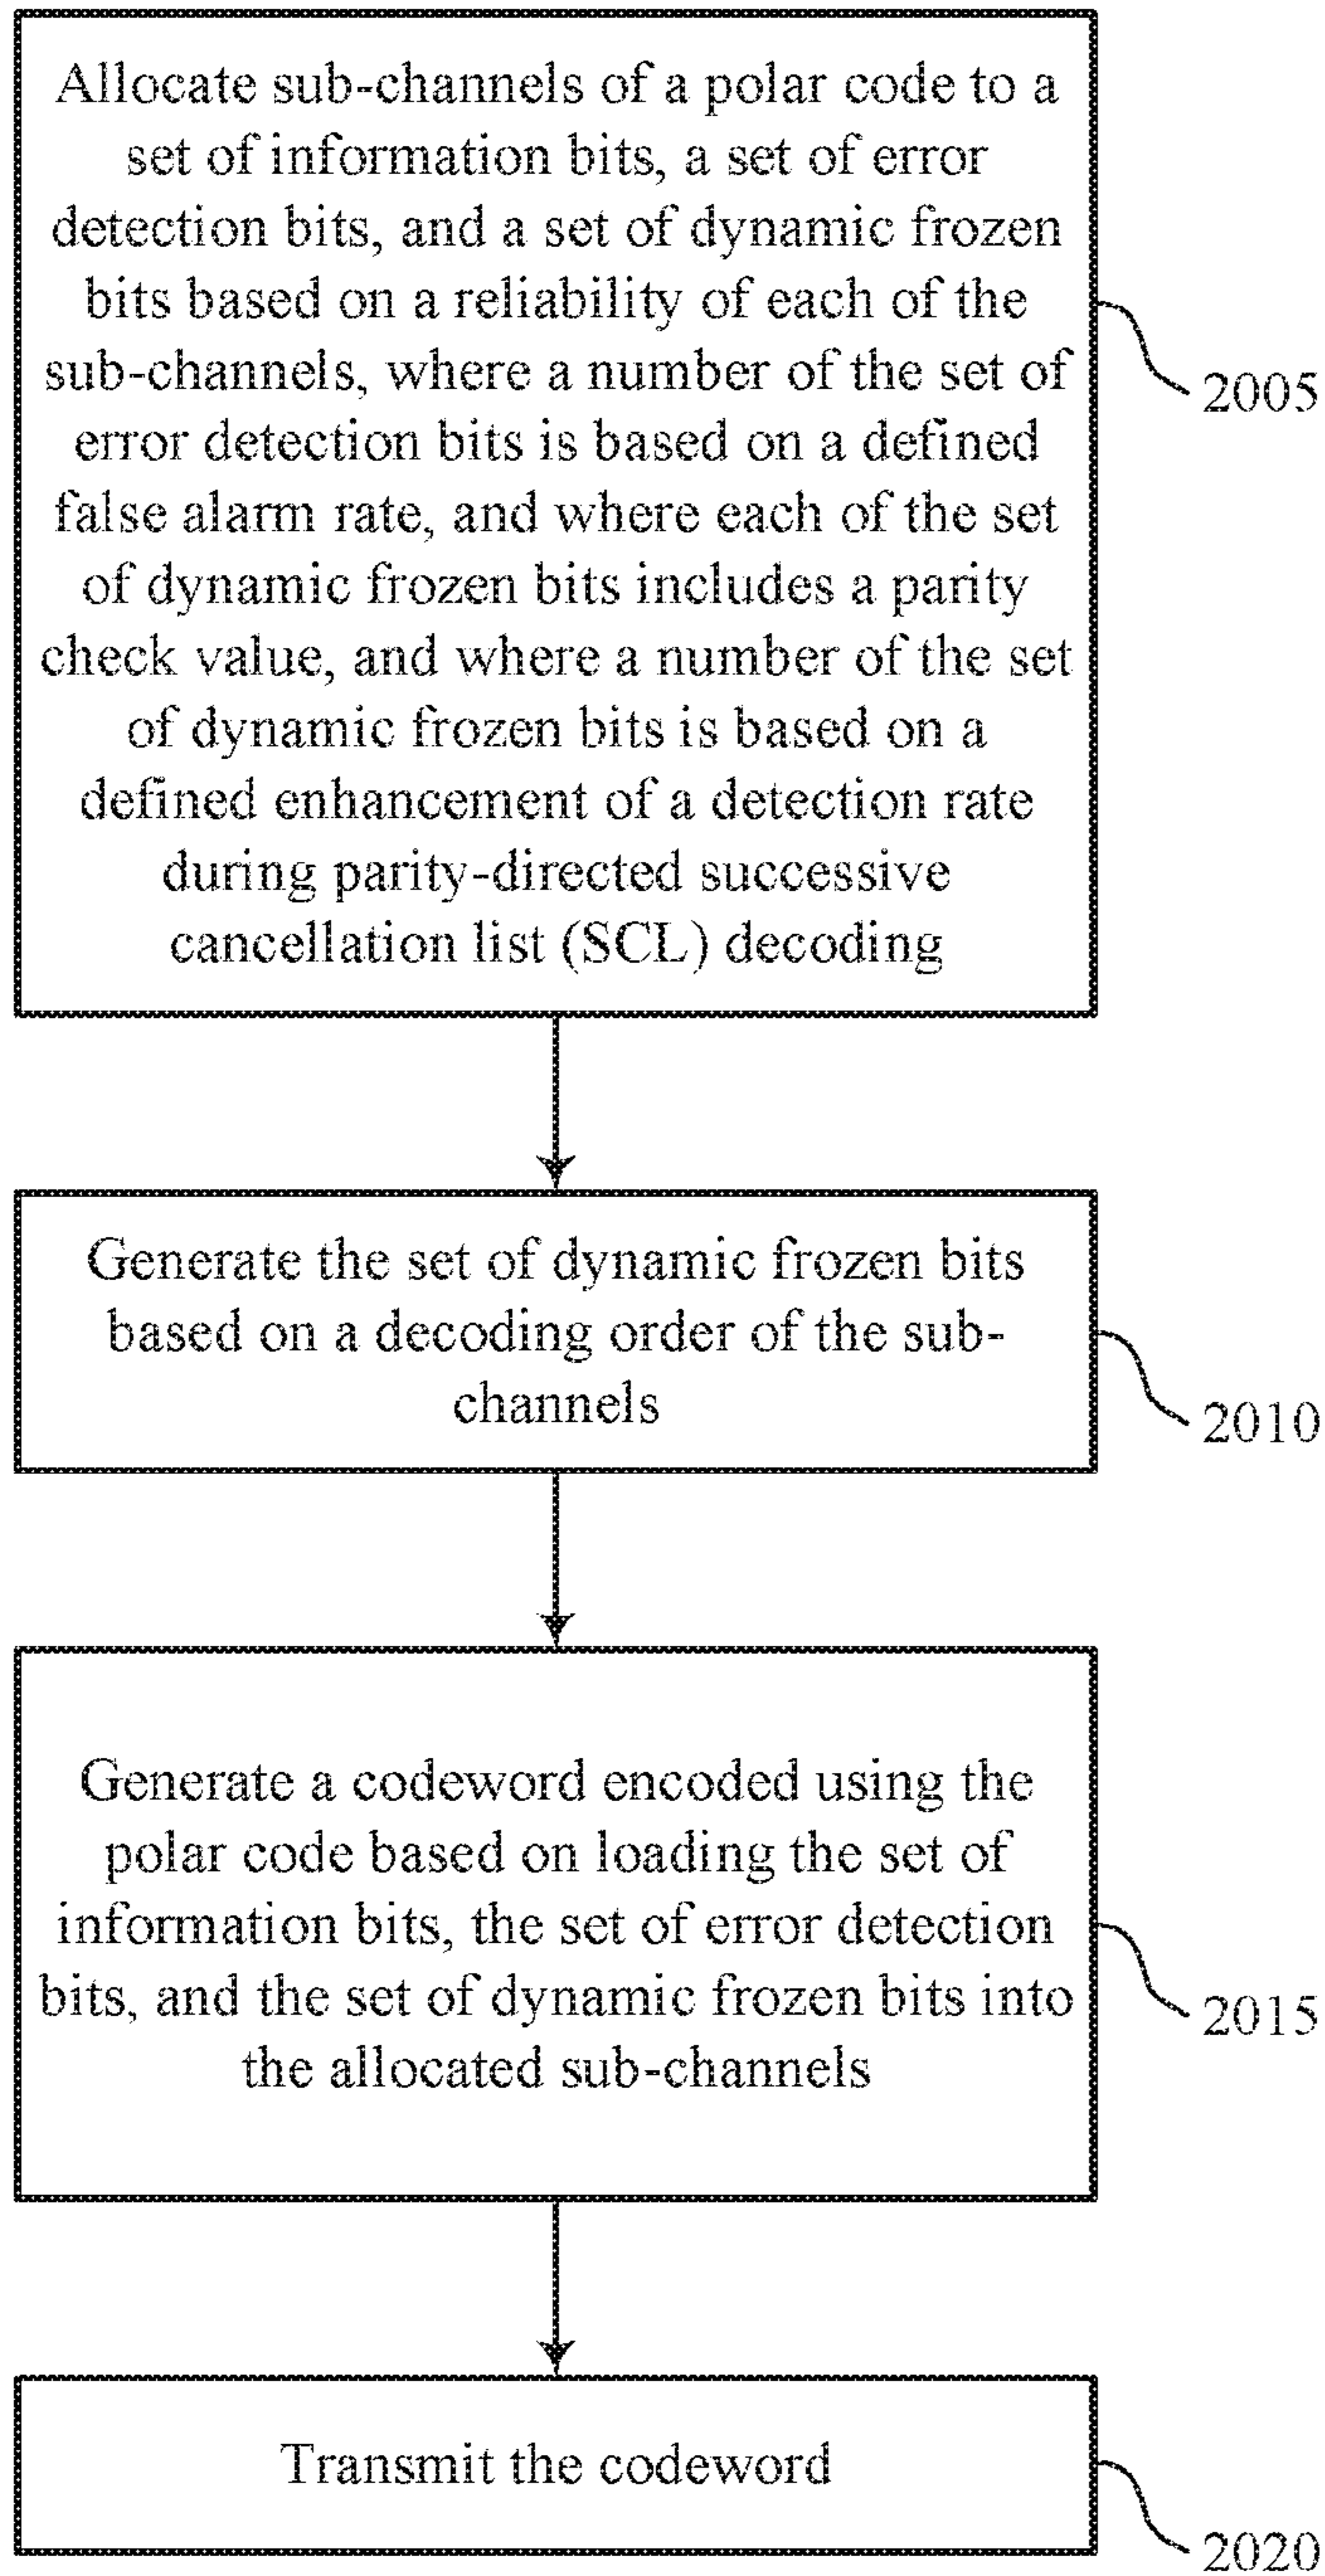 Allocate sub-channels of a polar code to a
set of information bits, a set of error
detection bits, and a set of dynamic frozen
bits based on a reliability of each of the
sub-channels, where a number of the set of
error detection bits is based on a defined
false alarm rate, and where each of the set
of dynamic frozen bits includes a parity
check value, and where a number of the set
of dynamic frozen bits is based on a
defined enhancement of a detection rate
during parity-directed successive
cancellation list (SCL) decoding
2005
Generate the set of dynamic frozen bits
based on a decoding order of the sub-
channels
2010
Generate a codeword encoded using the
polar code based on loading the set of
information bits, the set of error detection
bits, and the set of dynamic frozen bits into
the allocated sub-channels
2015
Transmit the codeword
2020